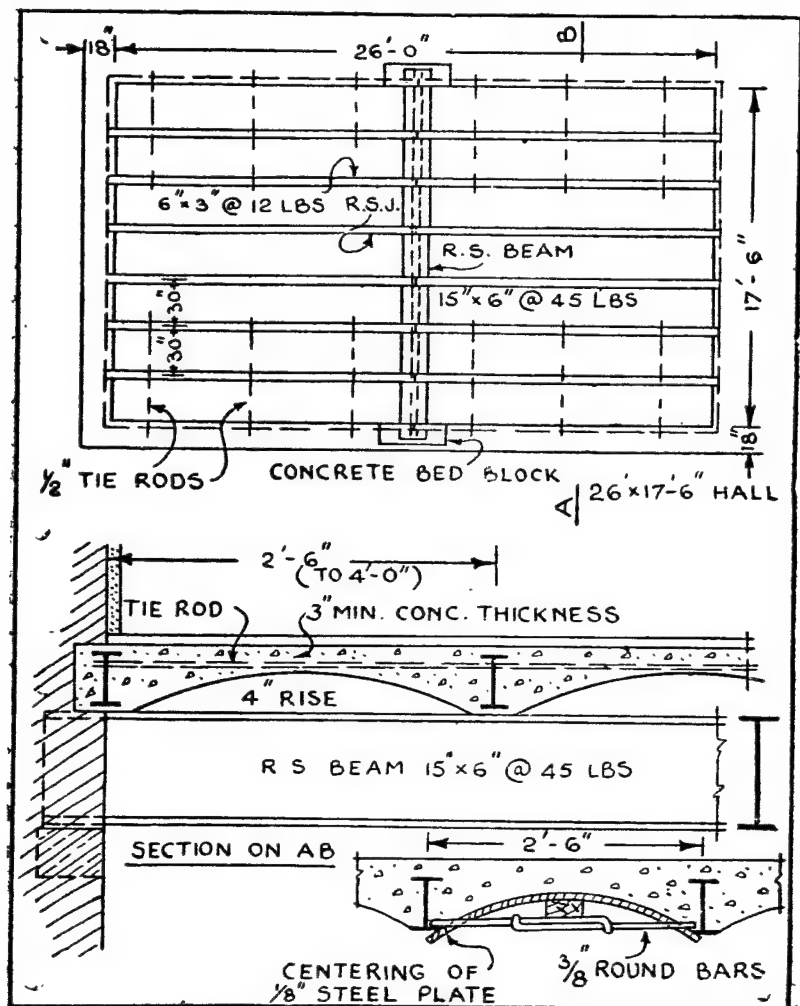 18"
26'-0"
B
6"×3" @ 12 LBS R.S.J.
R.S. BEAM
15"×6" @ 45 LBS
30"
30"
17'-6"
18"
½" TIE RODS
CONCRETE BED BLOCK
A
26'×17'-6" HALL
2'-6"
(TO 4'-0")
TIE ROD
3" MIN. CONC. THICKNESS
4" RISE
R S BEAM 15"×6" @ 45 LBS
SECTION ON AB
2'-6"
CENTERING OF
⅛" STEEL PLATE
⅜" ROUND BARS